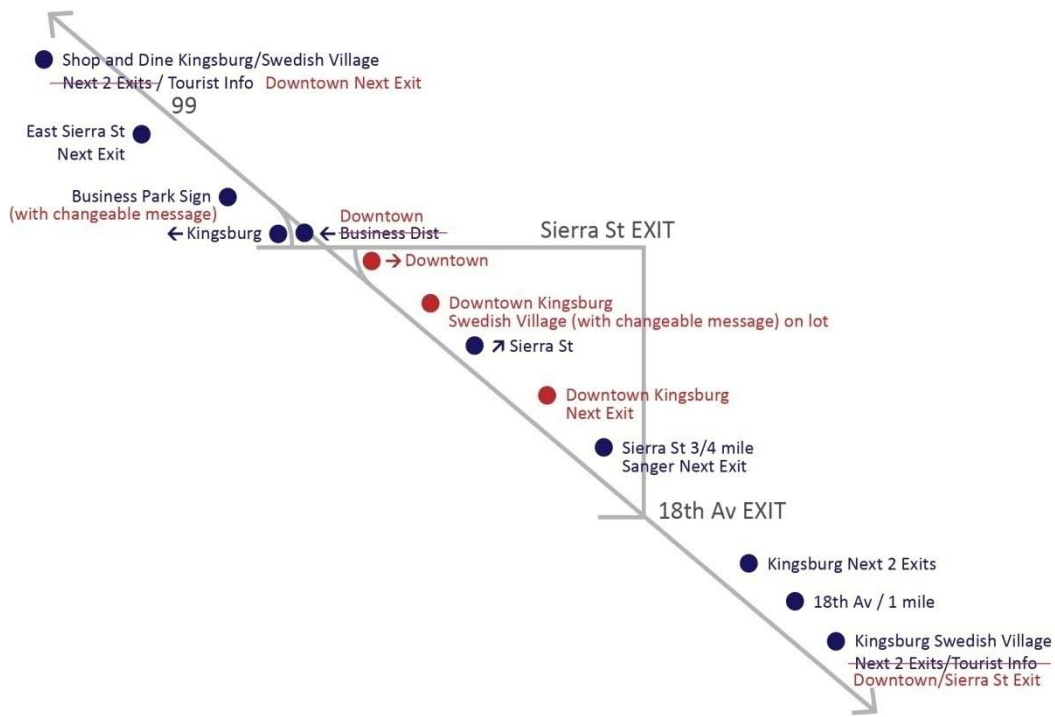 Shop and Dine Kingsburg/Swedish Village
Next 2 Exits / Tourist Info Downtown Next Exit
99
East Sierra St
Next Exit
Business Park Sign
(with changeable message)
← Kingsburg
Downtown
← Business Dist
Sierra St EXIT
→ Downtown
Downtown Kingsburg
Swedish Village (with changeable message) on lot
↗ Sierra St
Downtown Kingsburg
Next Exit
Sierra St 3/4 mile
Sanger Next Exit
18th Av EXIT
Kingsburg Next 2 Exits
18th Av / 1 mile
Kingsburg Swedish Village
Next 2 Exits/Tourist Info
Downtown/Sierra St Exit